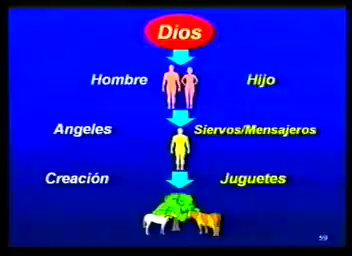 Dios
Hombre Hijo
Angeles Siervos/Mensajeros
Creación Juguetes
59